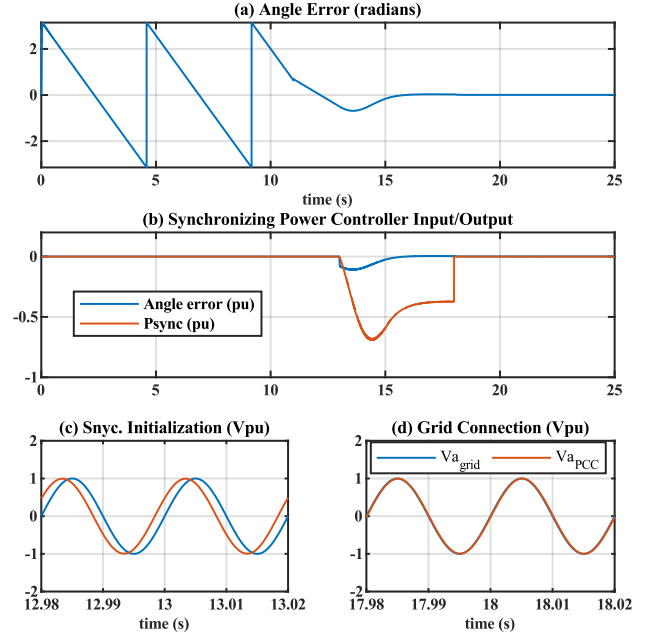 (a) Angle Error (radians)
2
0
-2
0 5 10 15 20 25
time (s)
(b) Synchronizing Power Controller Input/Output
0
-0.5
-1
Angle error (pu)
Psync (pu)
0 5 10 15 20 25
(c) Snyc. Initialization (Vpu)
2
1
0
-1
-2
12.98 12.99 13 13.01 13.02
time (s)
(d) Grid Connection (Vpu)
2
1
0
-1
-2
Va_grid Va_PCC
17.98 17.99 18 18.01 18.02
time (s)